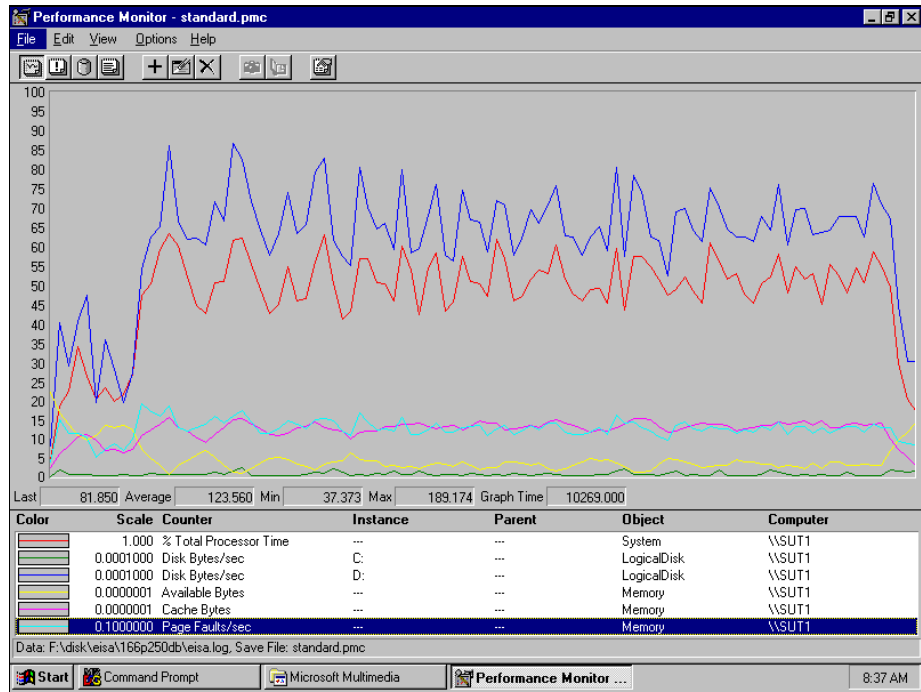 Performance Monitor - standard.pmc
File Edit View Options Help
100
95
90
85
80
75
70
65
60
55
50
45
40
35
30
25
20
15
10
5
0
Last 81.850 Average 123.560 Min 37.373 Max 189.174 Graph Time 10269.000
Color Scale Counter Instance Parent Object Computer
1.000 % Total Processor Time --- --- System \\SUT1
0.0001000 Disk Bytes/sec C: --- LogicalDisk \\SUT1
0.0001000 Disk Bytes/sec D: --- LogicalDisk \\SUT1
0.0000001 Available Bytes --- --- Memory \\SUT1
0.0000001 Cache Bytes --- --- Memory \\SUT1
0.1000000 Page Faults/sec --- --- Memory \\SUT1
Data: F:\disk\eisa\166p250db\eisa.log, Save File: standard.pmc
Start Command Prompt Microsoft Multimedia Performance Monitor ... 8:37 AM